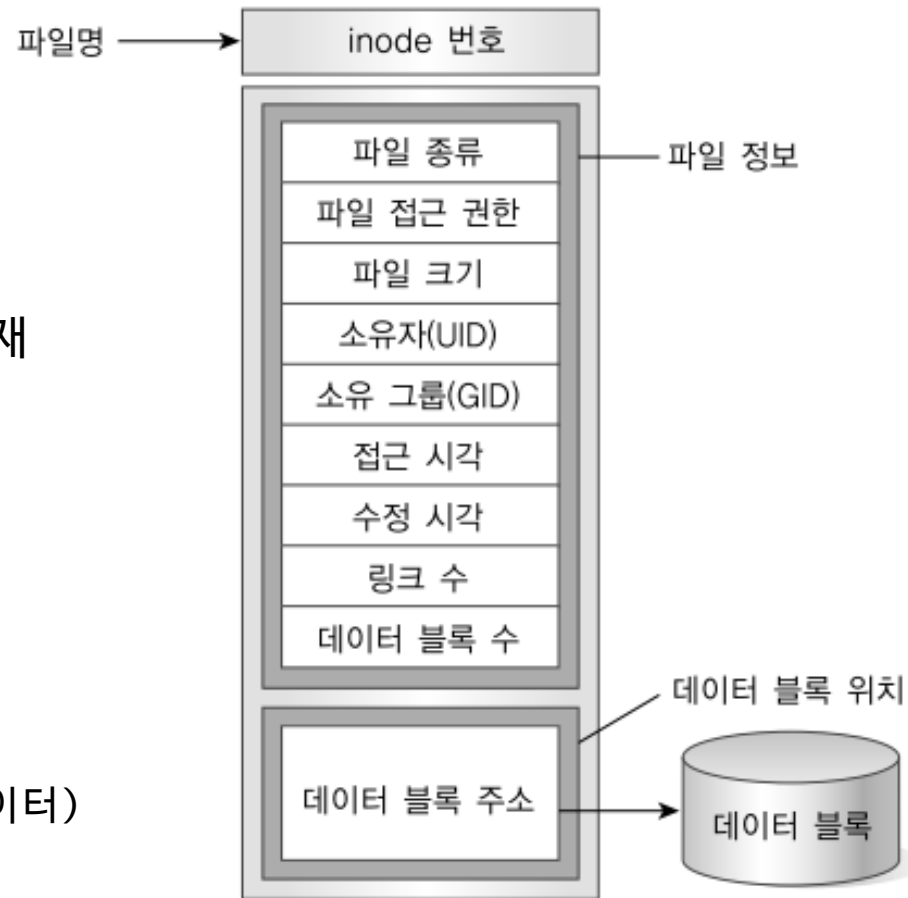 파일명
inode 번호
파일 종류
파일 정보
파일 접근 권한
파일 크기
재
소유자(UID)
소유 그룹(GID)
접근 시각
수정 시각
링크 수
데이터 블록 수
데이터 블록 위치
이터)
데이터 블록 주소
데이터 블록